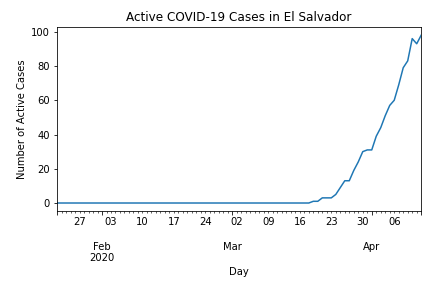 Active COVID-19 Cases in El Salvador
100
80
60
40
20
0
Number of Active Cases
27 03 10 17 24 02 09 16 23 30 06
Feb Mar Apr
2020
Day